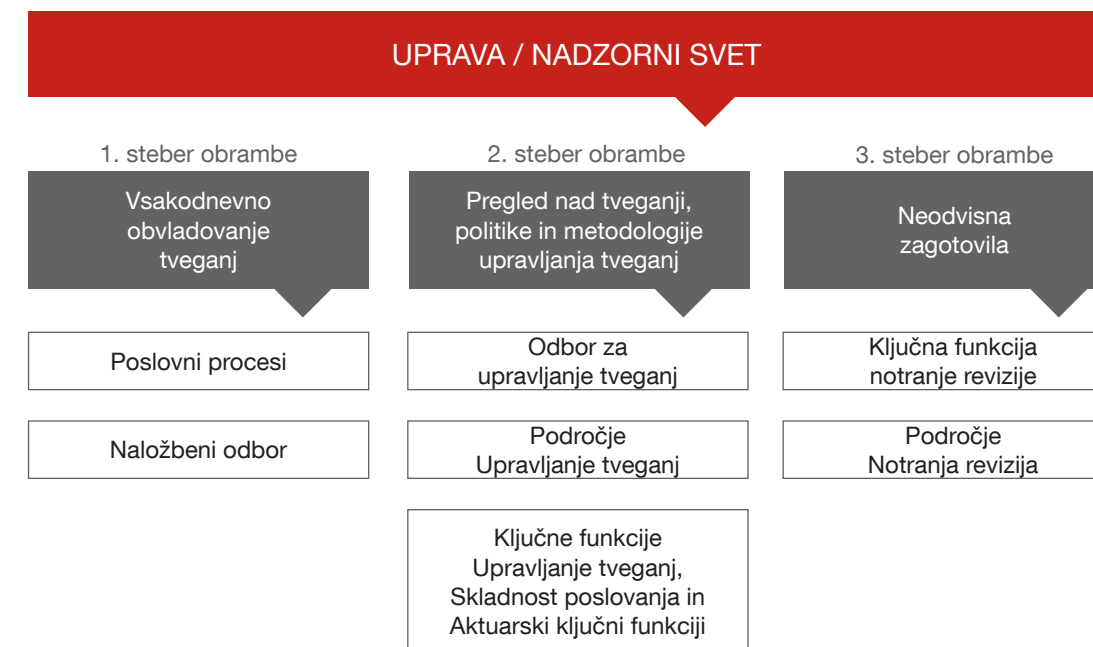 UPRAVA / NADZORNI SVET
1. steber obrambe
Vsakodnevno
obvladovanje
tveganj
Poslovni procesi
Naložbeni odbor
2. steber obrambe
Pregled nad tveganji,
politike in metodologije
upravljanja tveganj
Odbor za
upravljanje tveganj
Področje
Upravljanje tveganj
Ključne funkcije
Upravljanje tveganj,
Skladnost poslovanja in
Aktuarski ključni funkciji
3. steber obrambe
Neodvisna
zagotovila
Ključna funkcija
notranje revizije
Področje
Notranja revizija